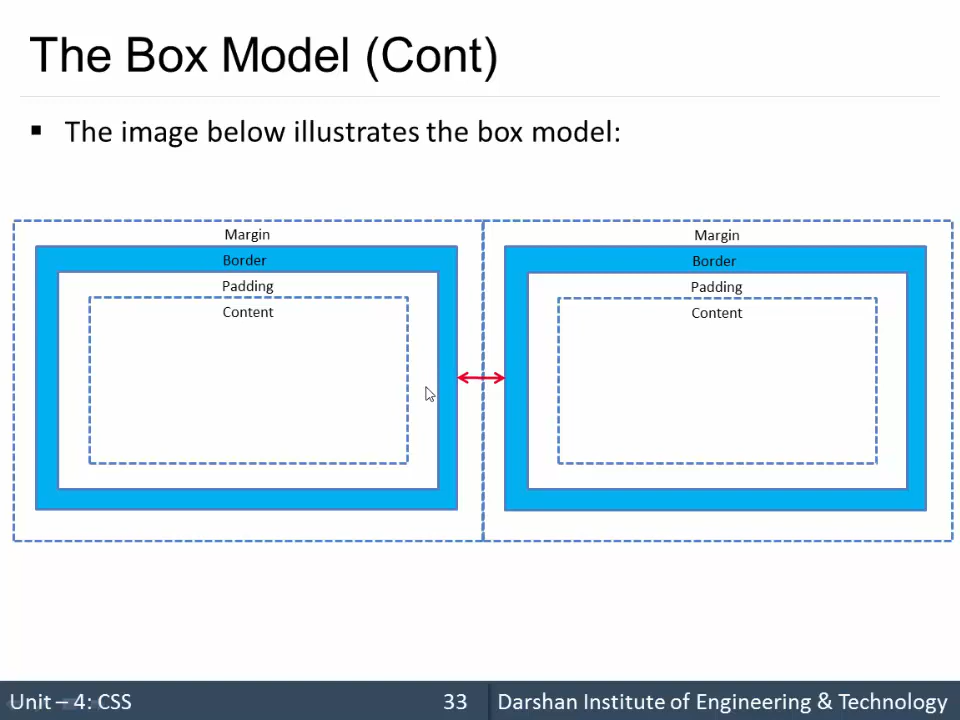 The Box Model (Cont)
▪ The image below illustrates the box model:
Margin
Border
Padding
Content
Margin
Border
Padding
Content
Unit – 4: CSS 33 Darshan Institute of Engineering & Technology